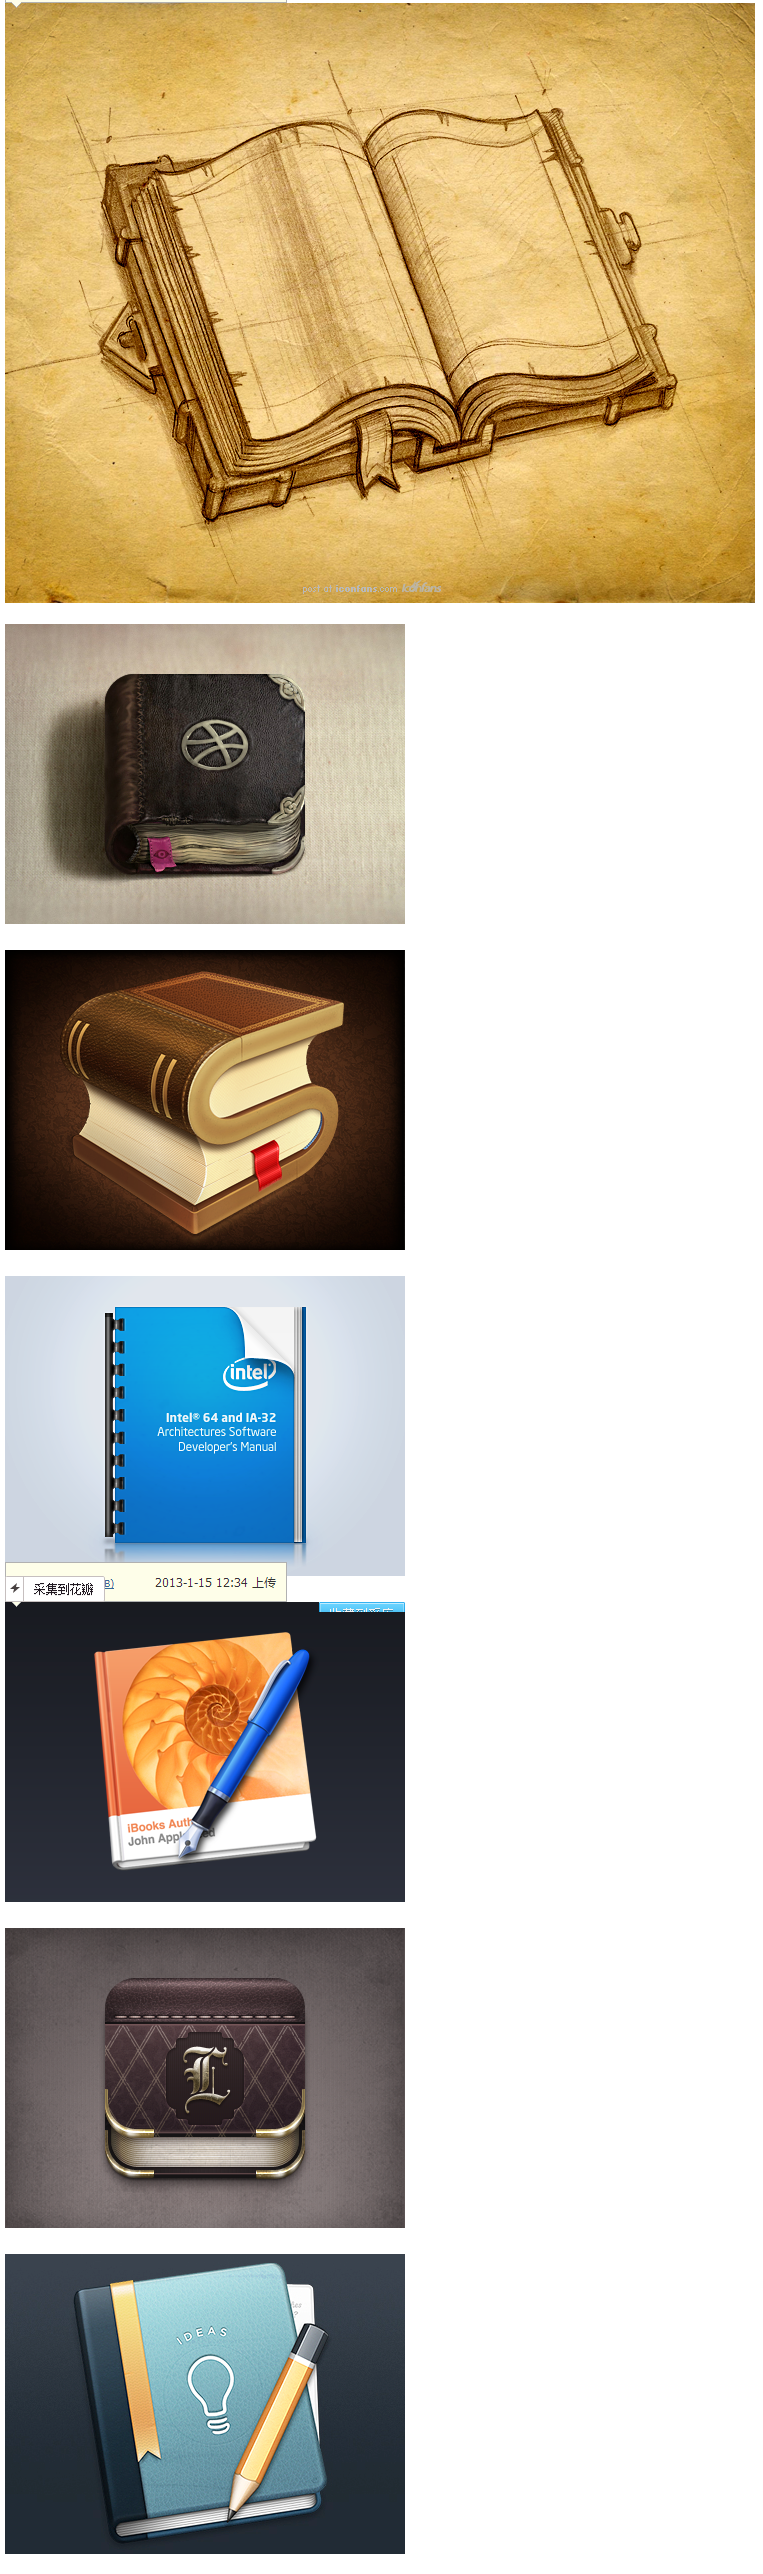 intel
Intel® 64 and IA-32
Architectures Software
Developer's Manual
B)
2013-1-15 12:34 上传
采集到花瓣
iBooks Auth
John Appl ed
L
IDEAS